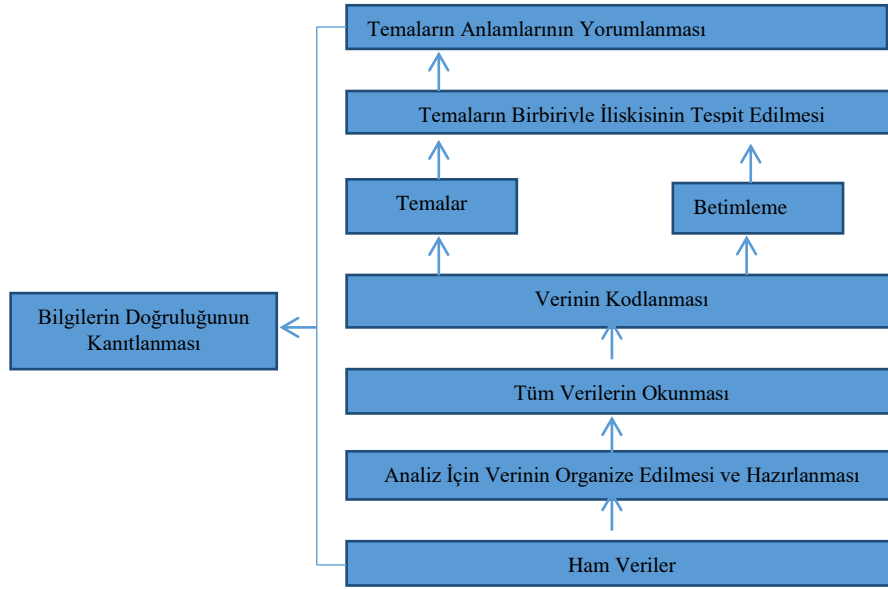 Temaların Anlamlarının Yorumlanması
Temaların Birbiriyle İlişkisinin Tespit Edilmesi
Temalar
Betimleme
Verinin Kodlanması
Bilgilerin Doğruluğunun
Kanıtlanması
Tüm Verilerin Okunması
Analiz İçin Verinin Organize Edilmesi ve Hazırlanması
Ham Veriler